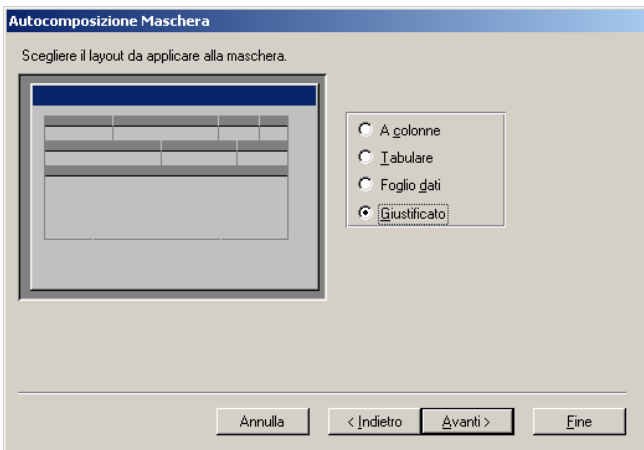 Autocomposizione Maschera
Scegliere il layout da applicare alla maschera.
A colonne
Tabulare
Foglio dati
Giustificato
Annulla
< Indietro
Avanti >
Fine